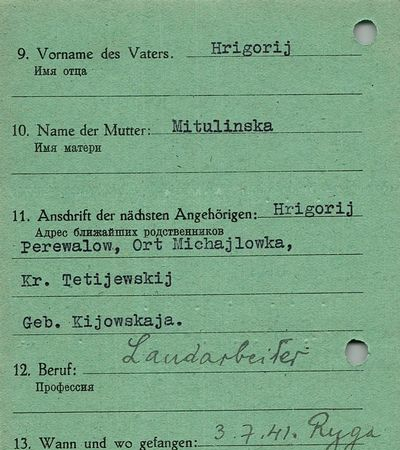 9. Vorname des Vaters. Hrigorij
Имя отца
10. Name der Mutter: Mitulinska
Имя матери
11. Anschrift der nächsten Angehörigen: Hrigorij
Адрес ближайших родственников
Perewalow, Ort Michajlowka,
Kr. Tetijewskij
Geb. Kijowskaja.
12. Beruf: Landarbeiter
Профессия
13. Wann und wo gefangen: 3.7.41. Ryga